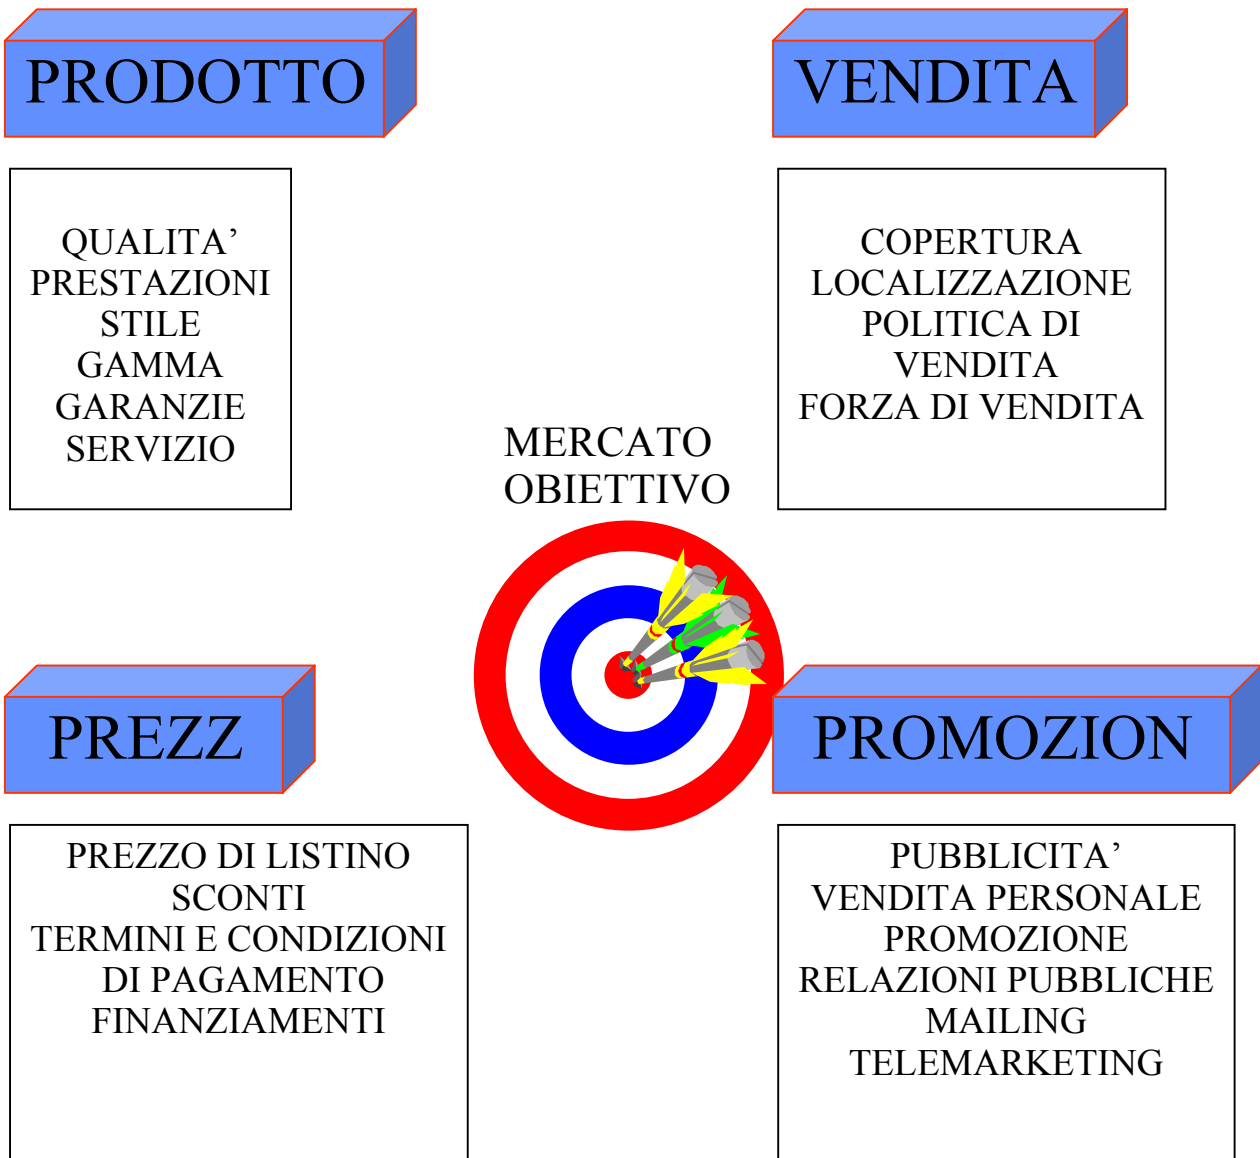 PRODOTTO
QUALITA’
PRESTAZIONI
STILE
GAMMA
GARANZIE
SERVIZIO
VENDITA
COPERTURA
LOCALIZZAZIONE
POLITICA DI
VENDITA
FORZA DI VENDITA
MERCATO
OBIETTIVO
PREZZ
PREZZO DI LISTINO
SCONTI
TERMINI E CONDIZIONI
DI PAGAMENTO
FINANZIAMENTI
PROMOZION
PUBBLICITA’
VENDITA PERSONALE
PROMOZIONE
RELAZIONI PUBBLICHE
MAILING
TELEMARKETING